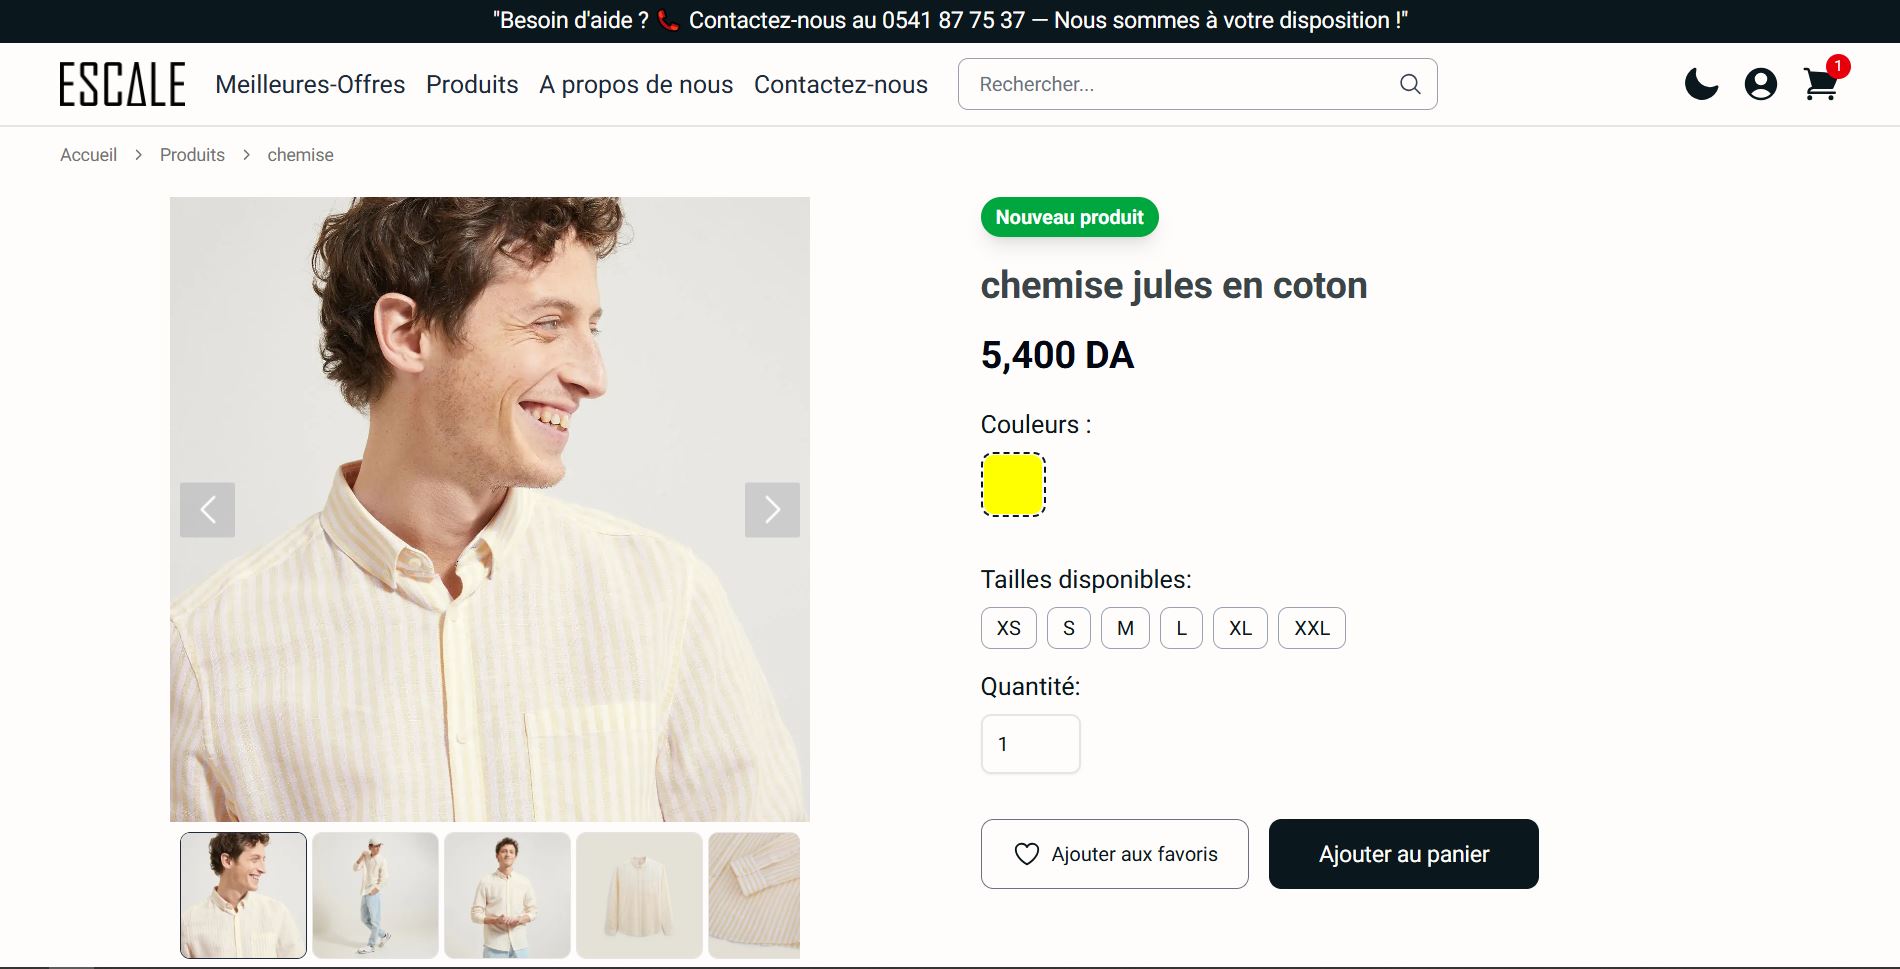 "Besoin d'aide ? 📞 Contactez-nous au 0541 87 75 37 — Nous sommes à votre disposition !"
ESCALE Meilleures-Offres Produits A propos de nous Contactez-nous Rechercher... 1
Accueil > Produits > chemise
Nouveau produit
chemise jules en coton
5,400 DA
Couleurs :
Tailles disponibles:
XS S M L XL XXL
Quantité:
1
Ajouter aux favoris Ajouter au panier